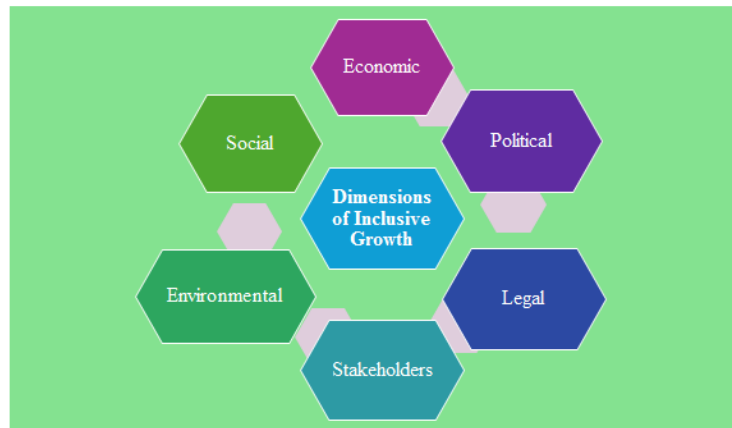 Economic
Social
Political
Dimensions
of Inclusive
Growth
Environmental
Legal
Stakeholders